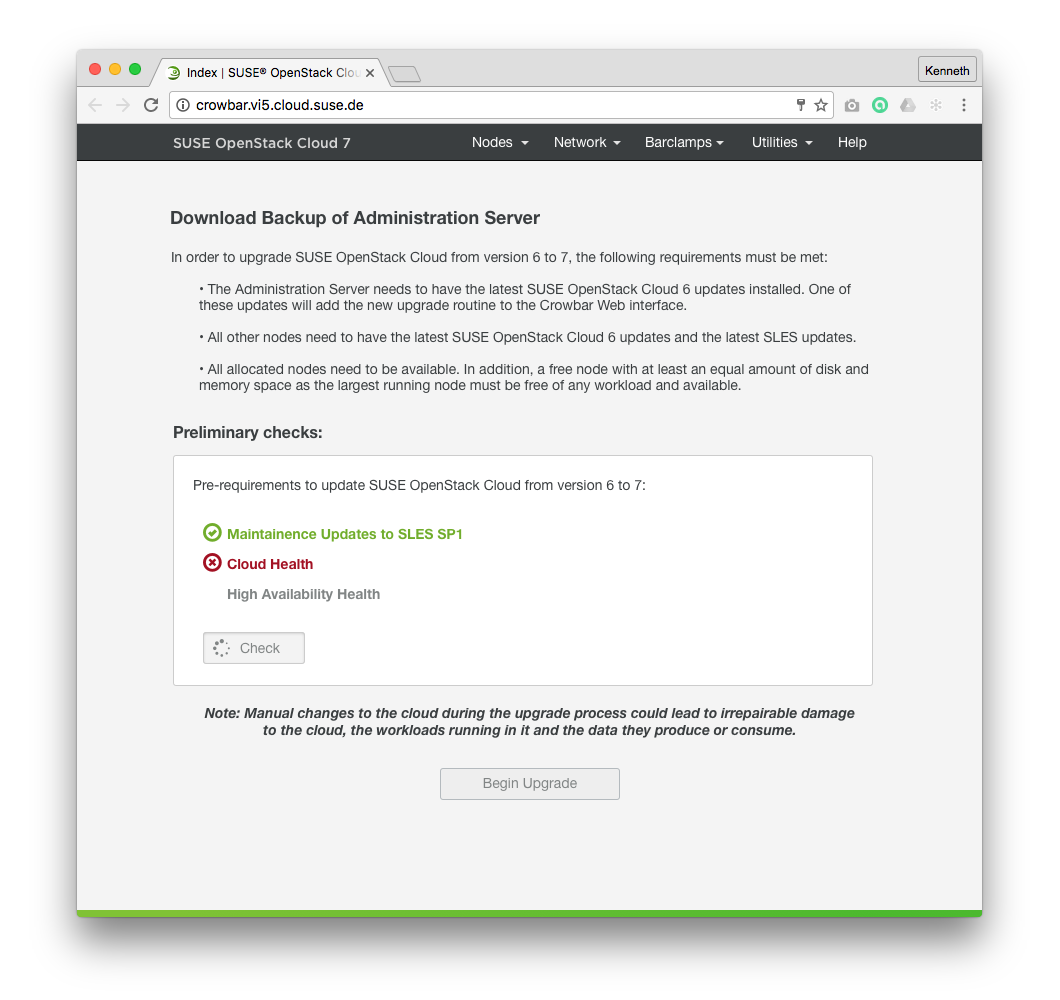 Index | SUSE® OpenStack Clou
Kenneth
crowbar.vi5.cloud.suse.de
SUSE OpenStack Cloud 7
Nodes
Network
Barclamps
Utilities
Help
Download Backup of Administration Server
In order to upgrade SUSE OpenStack Cloud from version 6 to 7, the following requirements must be met:
• The Administration Server needs to have the latest SUSE OpenStack Cloud 6 updates installed. One of
these updates will add the new upgrade routine to the Crowbar Web interface.
• All other nodes need to have the latest SUSE OpenStack Cloud 6 updates and the latest SLES updates.
• All allocated nodes need to be available. In addition, a free node with at least an equal amount of disk and
memory space as the largest running node must be free of any workload and available.
Preliminary checks:
Pre-requirements to update SUSE OpenStack Cloud from version 6 to 7:
Maintainence Updates to SLES SP1
Cloud Health
High Availability Health
Check
Note: Manual changes to the cloud during the upgrade process could lead to irrepairable damage
to the cloud, the workloads running in it and the data they produce or consume.
Begin Upgrade